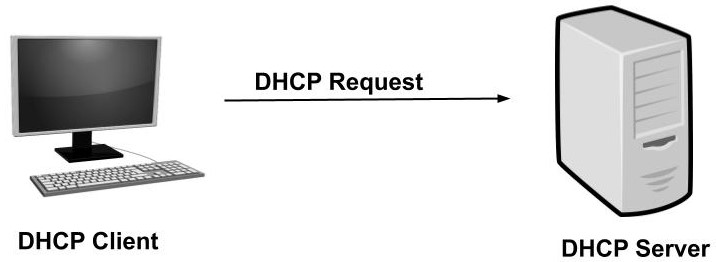 DHCP Request
DHCP Client
DHCP Server